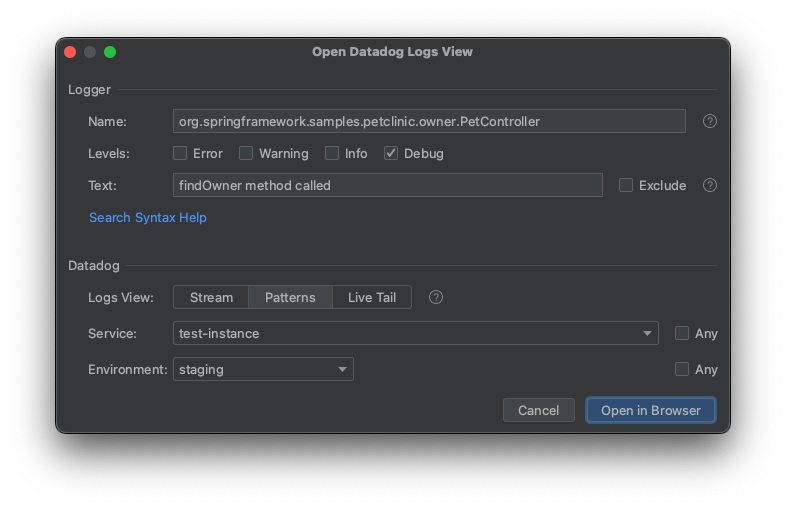 Open Datadog Logs View
Logger
Name: org.springframework.samples.petclinic.owner.PetController ?
Levels: Error Warning Info Debug
Text: findOwner method called Exclude ?
Search Syntax Help
Datadog
Logs View: Stream Patterns Live Tail ?
Service: test-instance Any
Environment: staging Any
Cancel Open in Browser